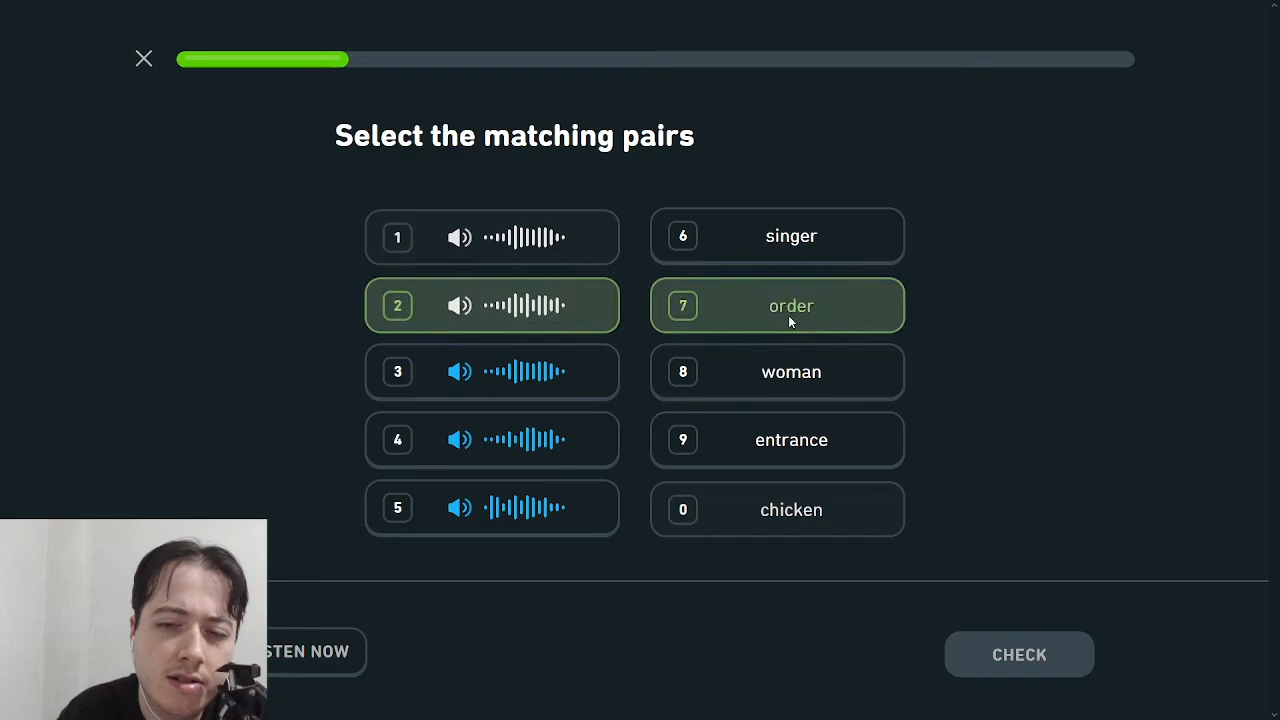 Select the matching pairs
1
6 singer
2
7 order
3
8 woman
4
9 entrance
5
0 chicken
STEN NOW
CHECK